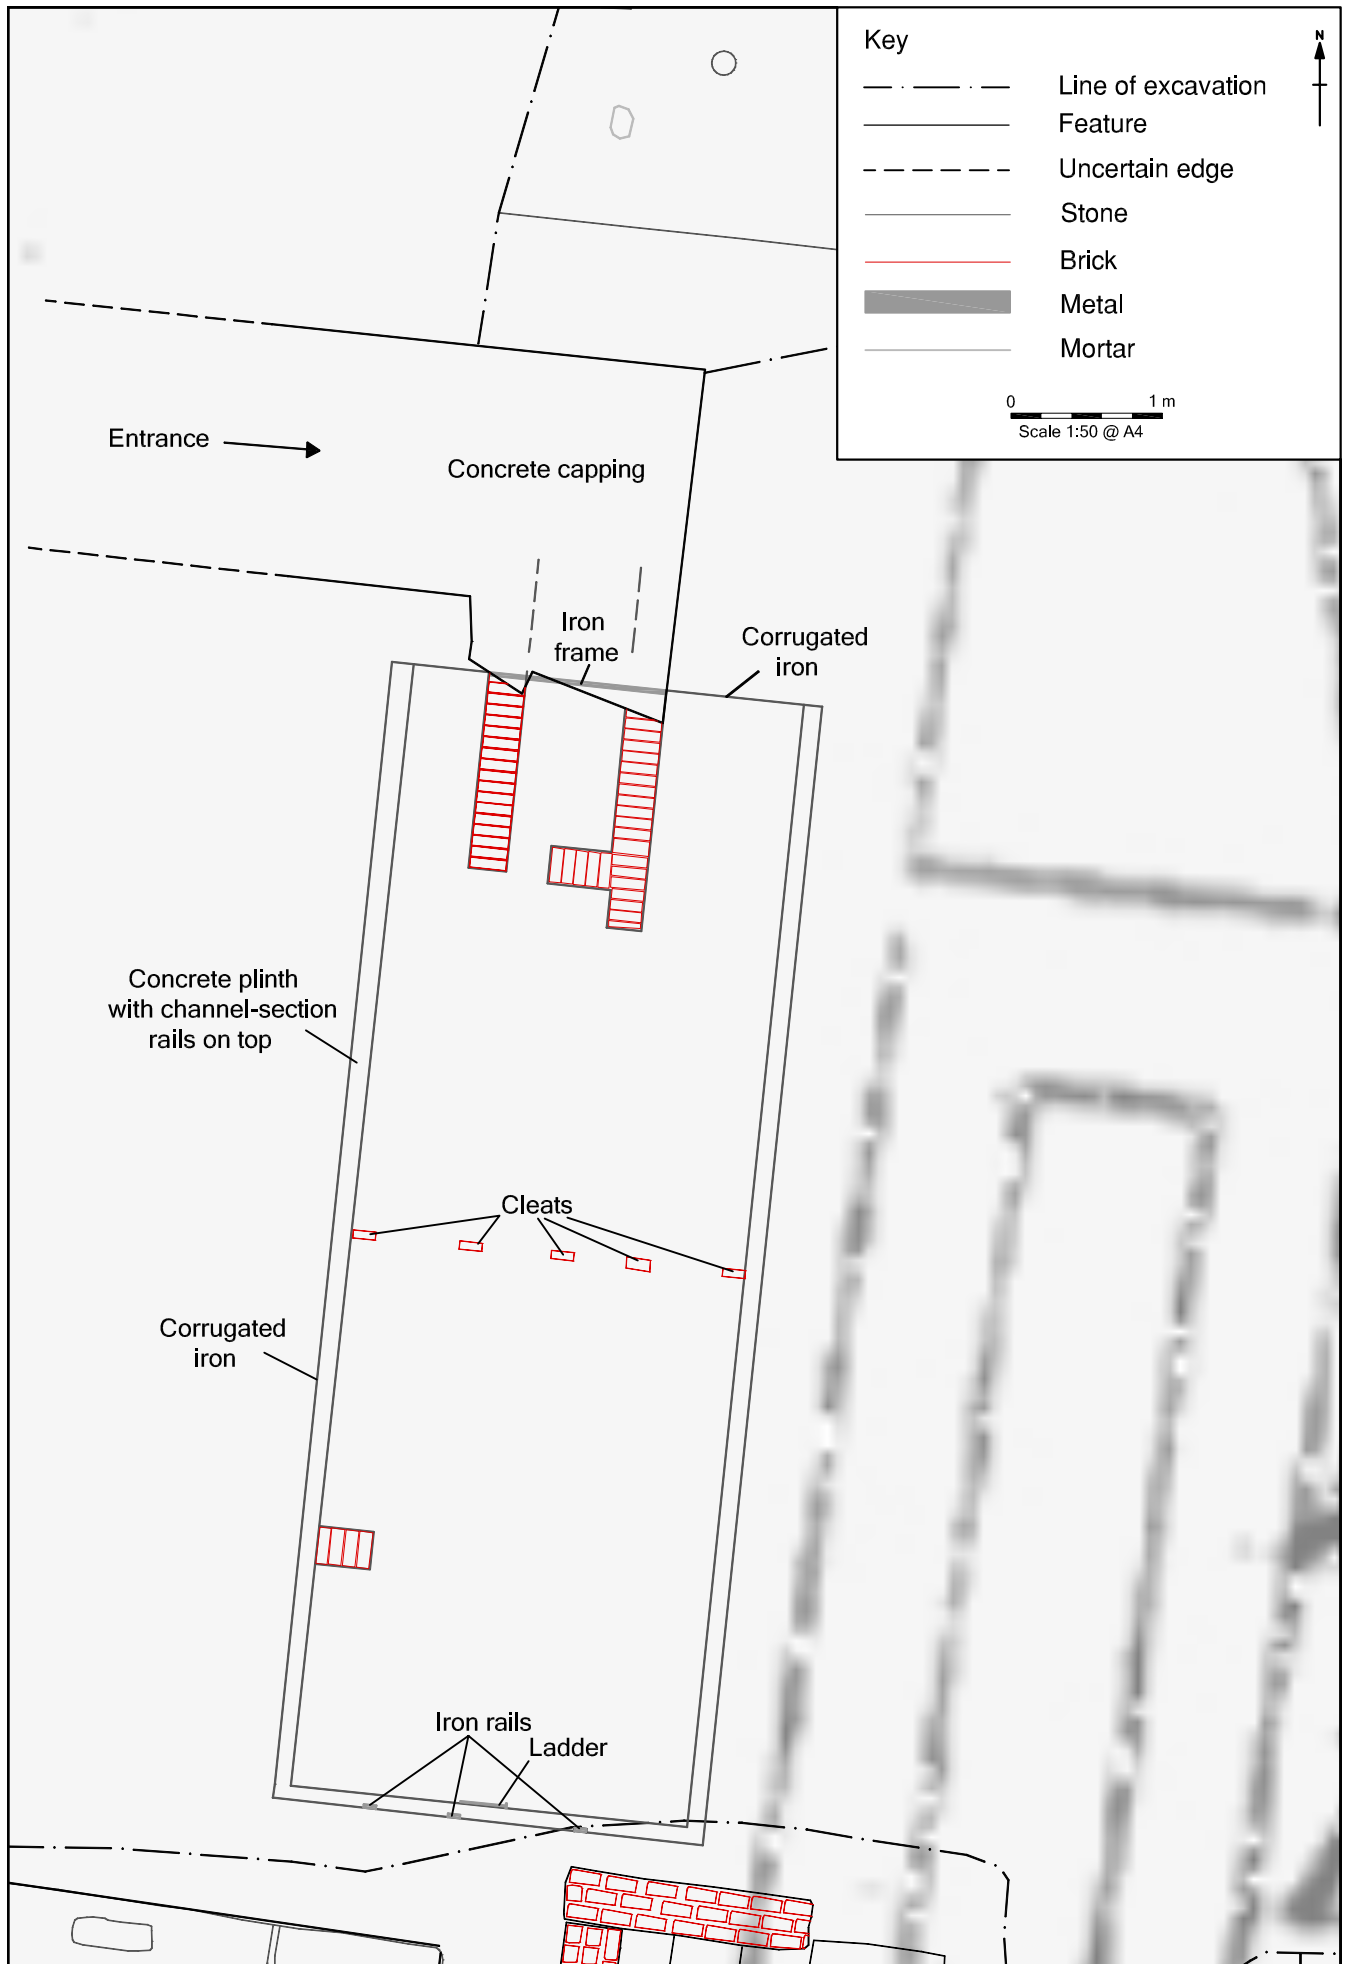 Key
N
Line of excavation
Feature
Uncertain edge
Stone
Brick
Metal
Mortar
0 1 m
Scale 1:50 @ A4
Entrance
Concrete capping
Iron
frame
Corrugated
iron
Concrete plinth
with channel-section
rails on top
Cleats
Corrugated
iron
Iron rails
Ladder